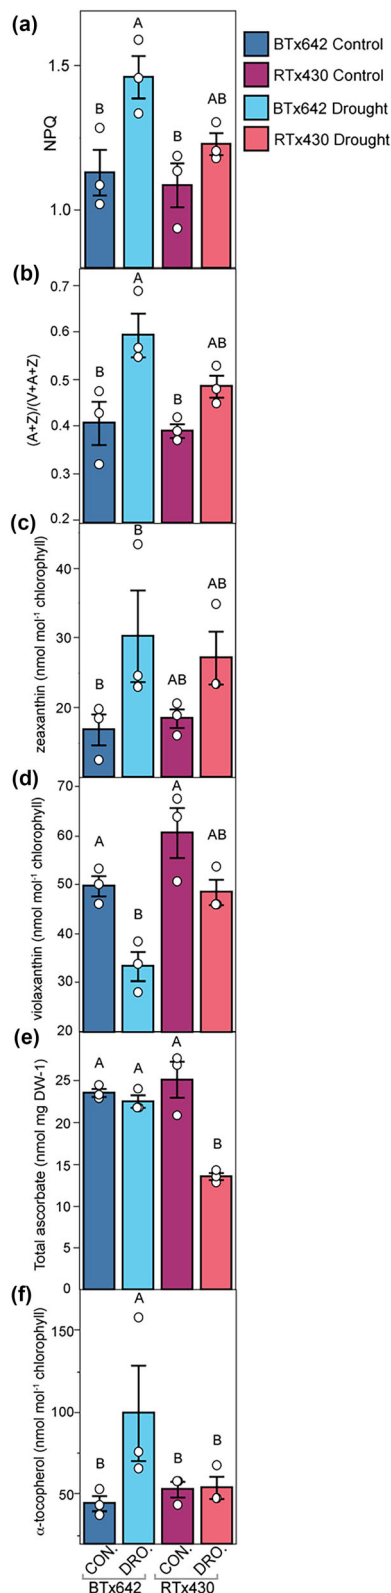 (a)
NPQ
1.5
1.0
B
A
B
AB
BTx642 Control
RTx430 Control
BTx642 Drought
RTx430 Drought
(b)
(A+Z)/(V+A+Z)
0.7
0.6
0.5
0.4
0.3
0.2
B
A
B
AB
(c)
zeaxanthin (nmol mol-1 chlorophyll)
40
30
20
B
B
AB
AB
(d)
violaxanthin (nmol mol-1 chlorophyll)
70
60
50
40
30
20
A
B
A
AB
(e)
Total ascorbate (nmol mg DW-1)
25
20
15
10
5
0
A
A
A
B
(f)
α-tocopherol (nmol mol-1 chlorophyll)
150
100
50
B
A
B
B
CON.
DRO.
CON.
DRO.
BTx642
RTx430